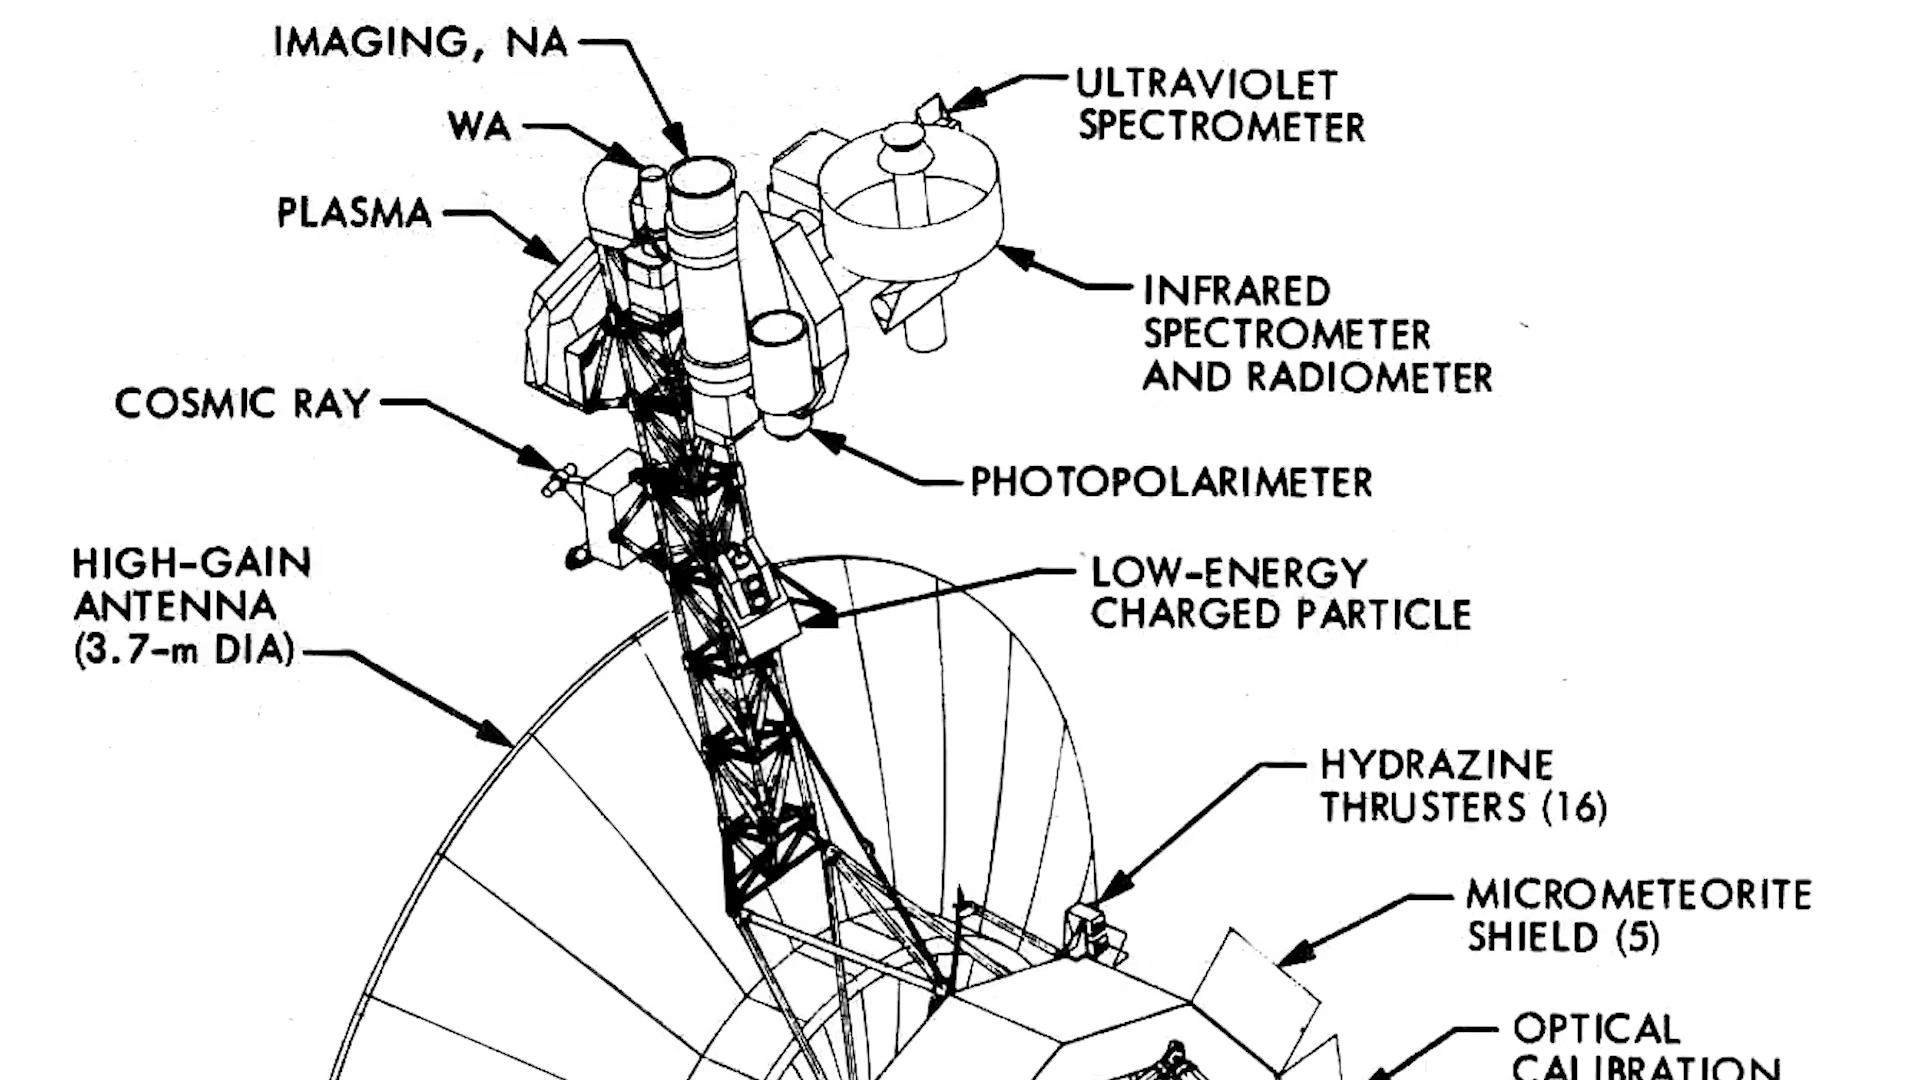 IMAGING, NA
WA
PLASMA
COSMIC RAY
HIGH-GAIN
ANTENNA
(3.7-m DIA)
ULTRAVIOLET
SPECTROMETER
INFRARED
SPECTROMETER
AND RADIOMETER
PHOTOPOLARIMETER
LOW-ENERGY
CHARGED PARTICLE
HYDRAZINE
THRUSTERS (16)
MICROMETEORITE
SHIELD (5)
OPTICAL
CALIBRATION